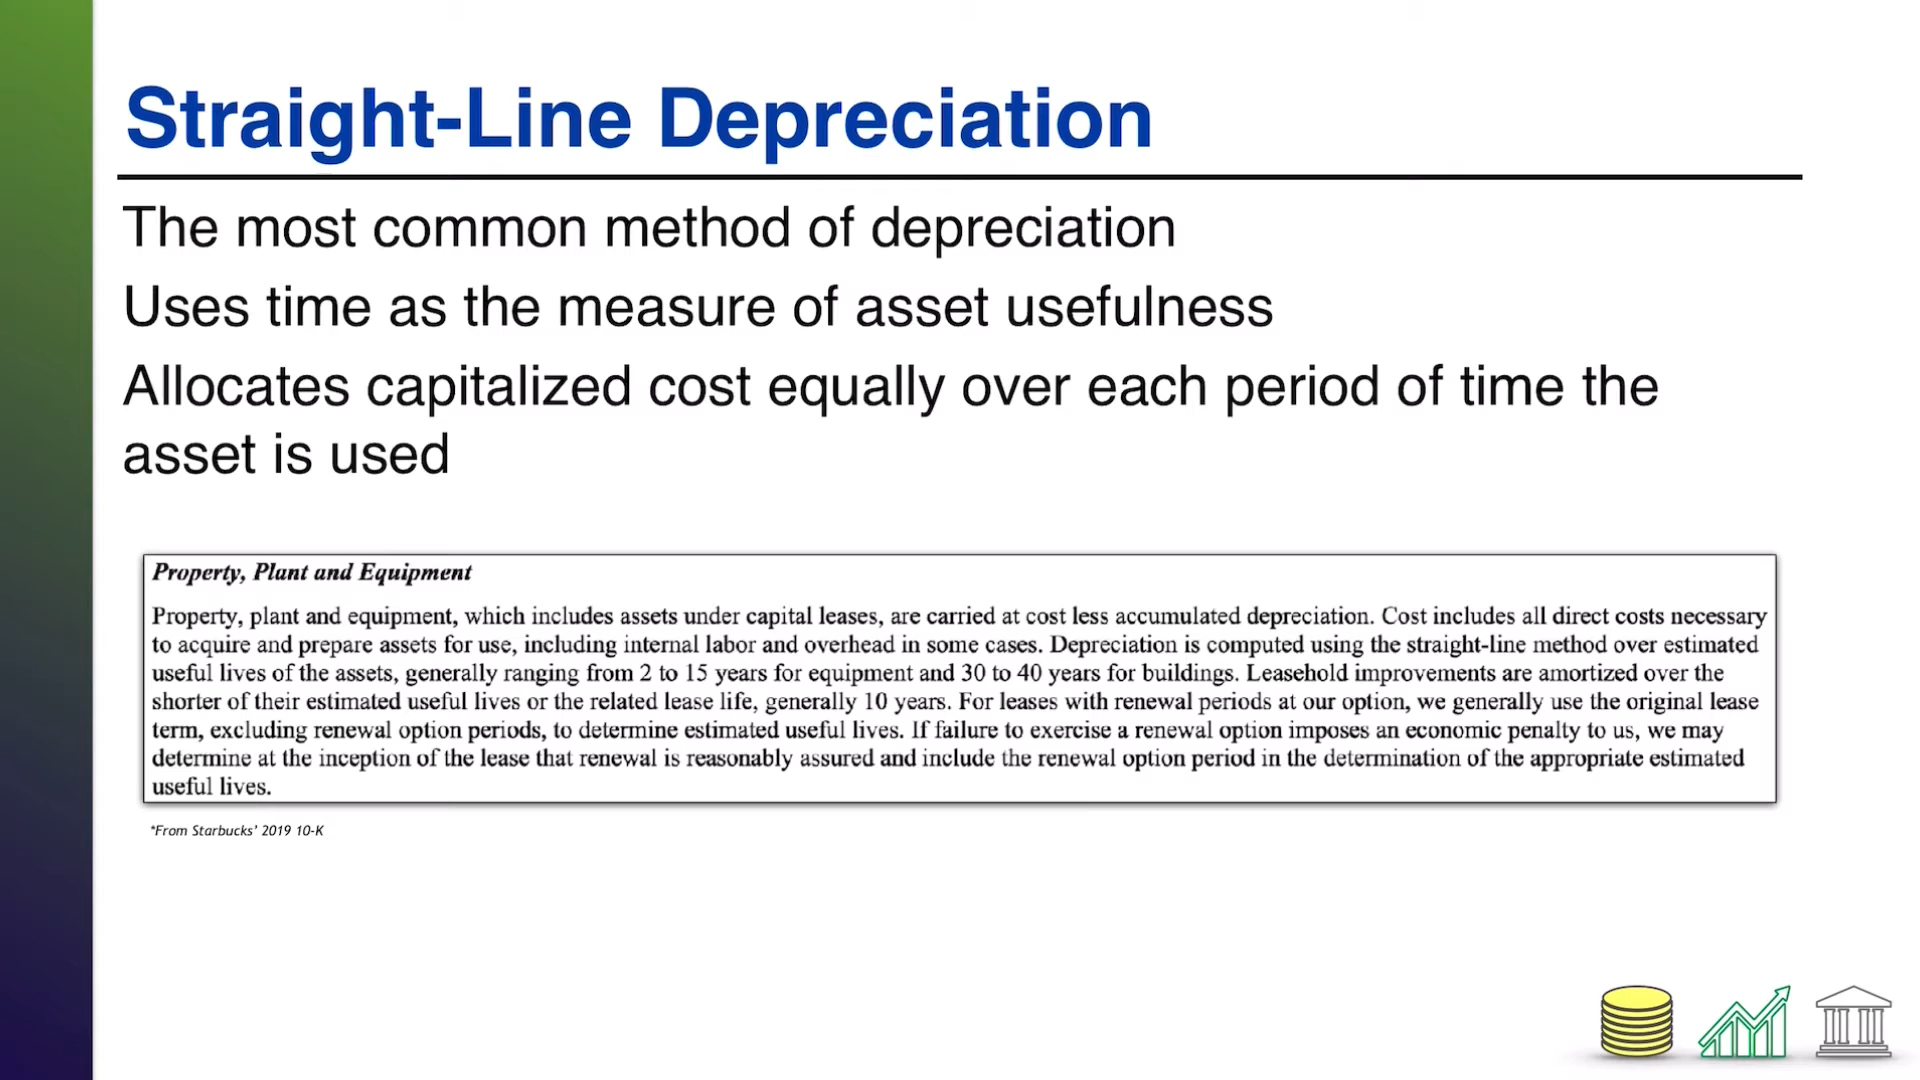 Straight-Line Depreciation
The most common method of depreciation
Uses time as the measure of asset usefulness
Allocates capitalized cost equally over each period of time the
asset is used
Property, Plant and Equipment
Property, plant and equipment, which includes assets under capital leases, are carried at cost less accumulated depreciation. Cost includes all direct costs necessary
to acquire and prepare assets for use, including internal labor and overhead in some cases. Depreciation is computed using the straight-line method over estimated
useful lives of the assets, generally ranging from 2 to 15 years for equipment and 30 to 40 years for buildings. Leasehold improvements are amortized over the
shorter of their estimated useful lives or the related lease life, generally 10 years. For leases with renewal periods at our option, we generally use the original lease
term, excluding renewal option periods, to determine estimated useful lives. If failure to exercise a renewal option imposes an economic penalty to us, we may
determine at the inception of the lease that renewal is reasonably assured and include the renewal option period in the determination of the appropriate estimated
useful lives.
*From Starbucks’ 2019 10-K